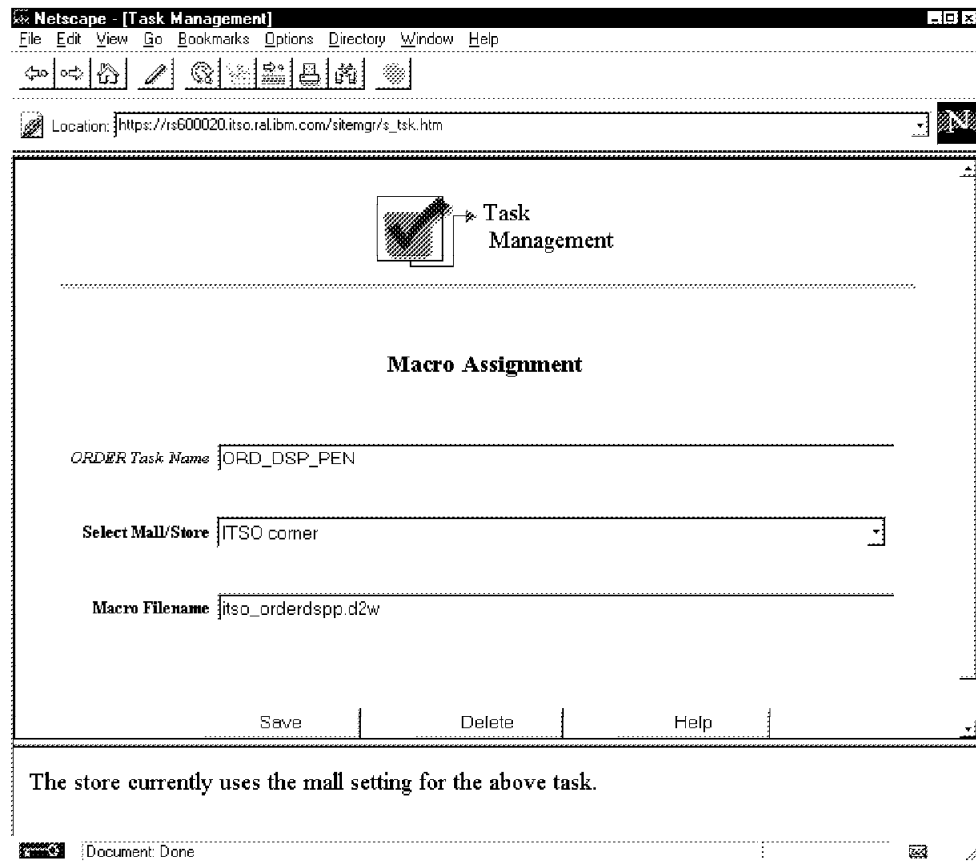 Netscape - [Task Management]
File Edit View Go Bookmarks Options Directory Window Help
Location: https://rs600020.itso.ral.ibm.com/sitemgr/s_tsk.htm
N
Task
Management
Macro Assignment
ORDER Task Name ORD_DSP_PEN
Select Mall/Store ITSO corner
Macro Filename itso_orderdspp.d2w
Save Delete Help
The store currently uses the mall setting for the above task.
Document: Done